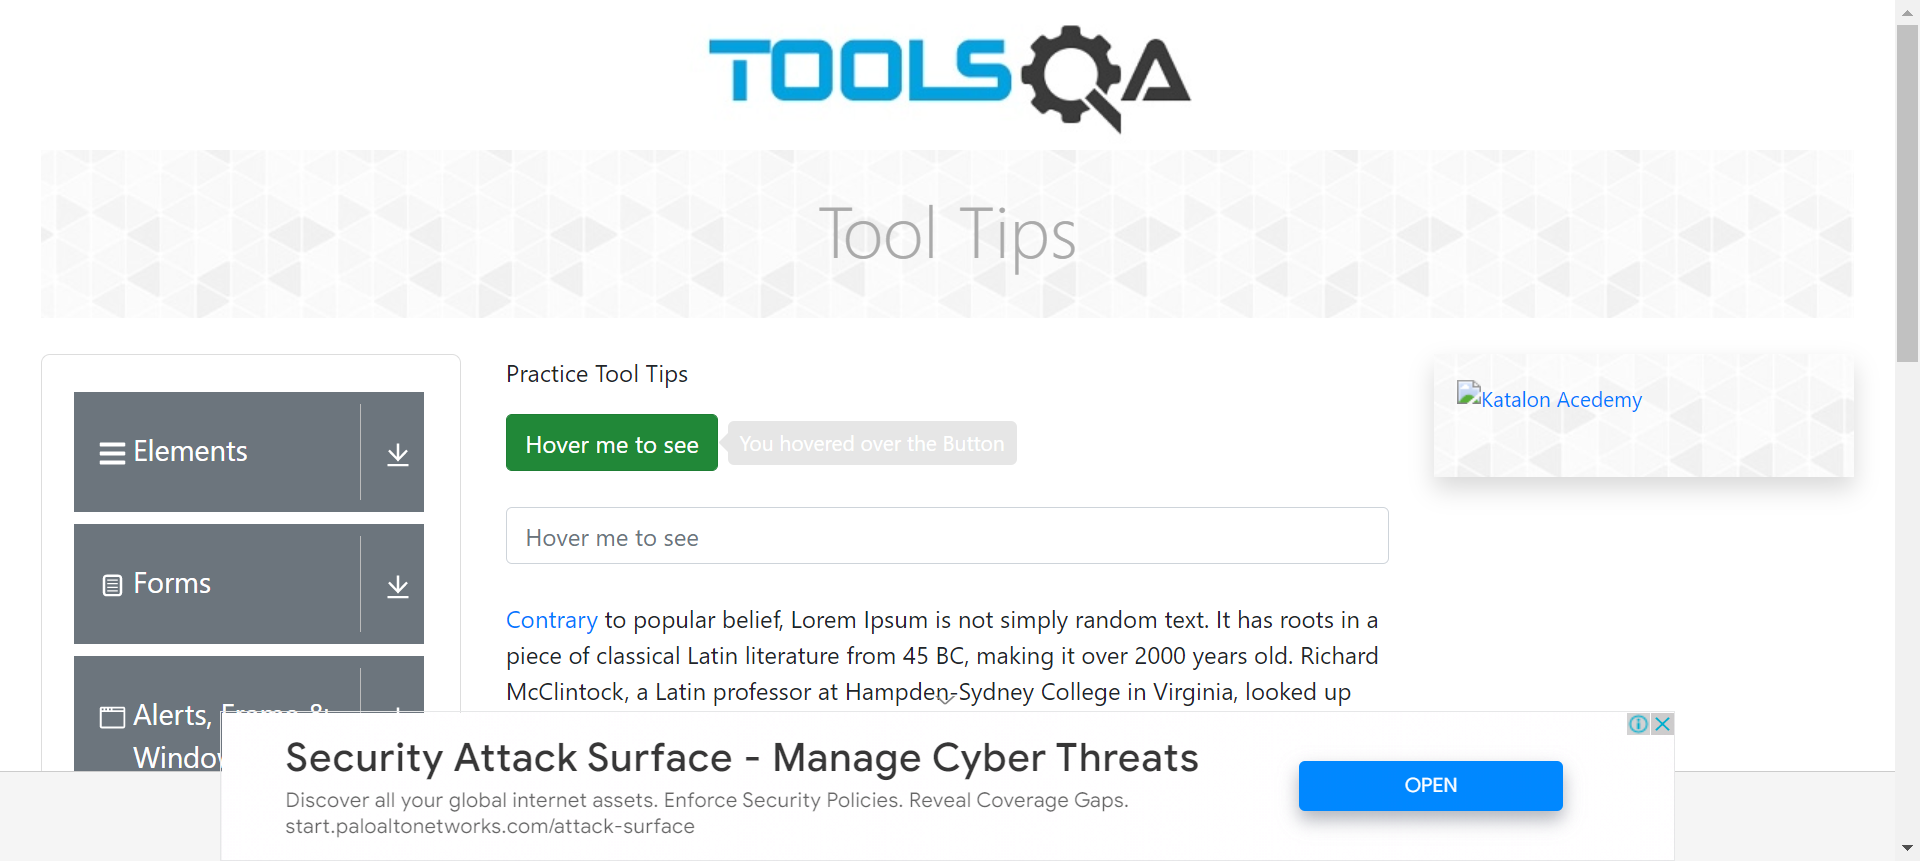 TOOLSQA
Tool Tips
Elements
Forms
Alerts,
Practice Tool Tips
Hover me to see
You hovered over the Button
Hover me to see
Contrary to popular belief, Lorem Ipsum is not simply random text. It has roots in a
piece of classical Latin literature from 45 BC, making it over 2000 years old. Richard
McClintock, a Latin professor at Hampden-Sydney College in Virginia, looked up
Katalon Acedemy
Security Attack Surface - Manage Cyber Threats
Discover all your global internet assets. Enforce Security Policies. Reveal Coverage Gaps.
start.paloaltonetworks.com/attack-surface
OPEN